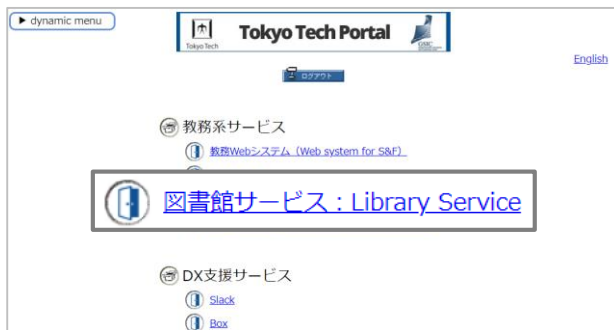 ▶ dynamic menu
Tokyo Tech
Tokyo Tech Portal
GSIC
English
ログアウト
教務系サービス
教務Webシステム（Web system for S&F）
図書館サービス：Library Service
DX支援サービス
Slack
Box